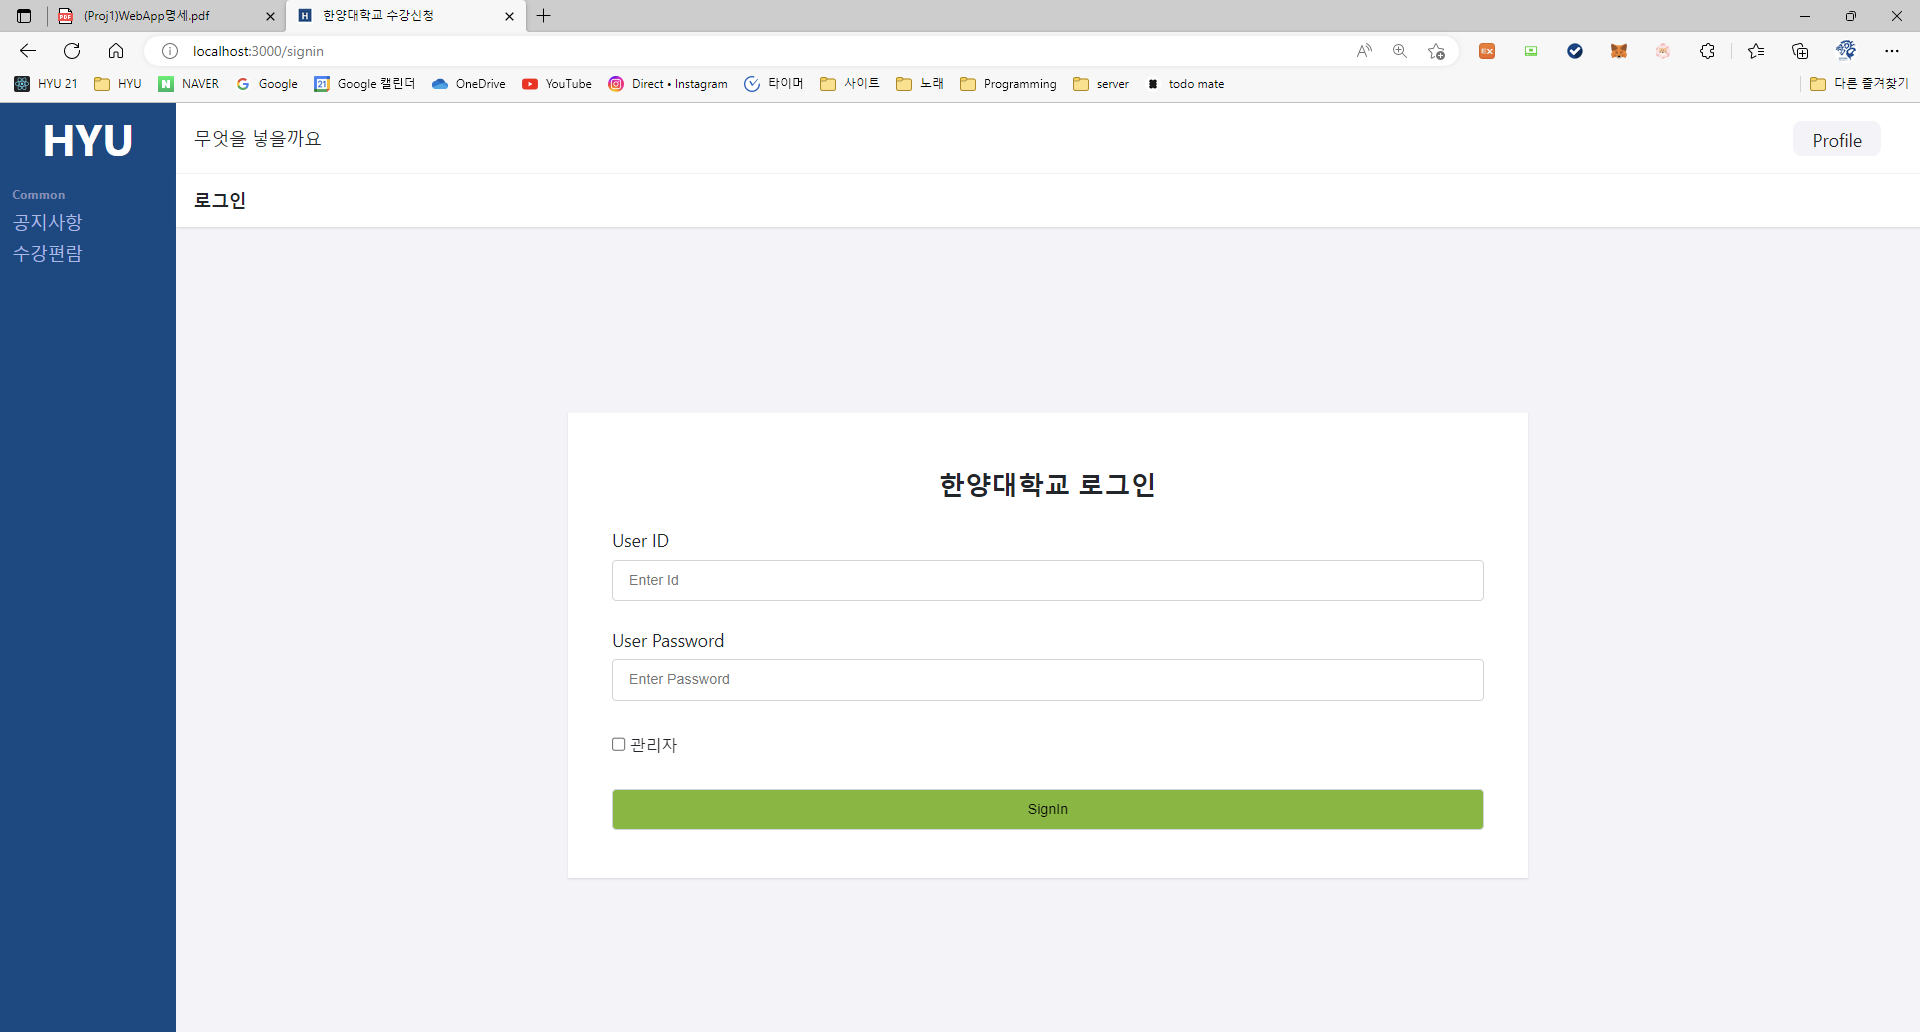 (Proj1)WebApp명세.pdf
한양대학교 수강신청
localhost:3000/signin
HYU 21
HYU
NAVER
Google
Google 캘린더
OneDrive
YouTube
Direct • Instagram
타이머
사이트
노래
Programming
server
todo mate
다른 즐겨찾기
HYU
무엇을 넣을까요
Profile
Common
로그인
공지사항
수강편람
한양대학교 로그인
User ID
Enter Id
User Password
Enter Password
관리자
SignIn